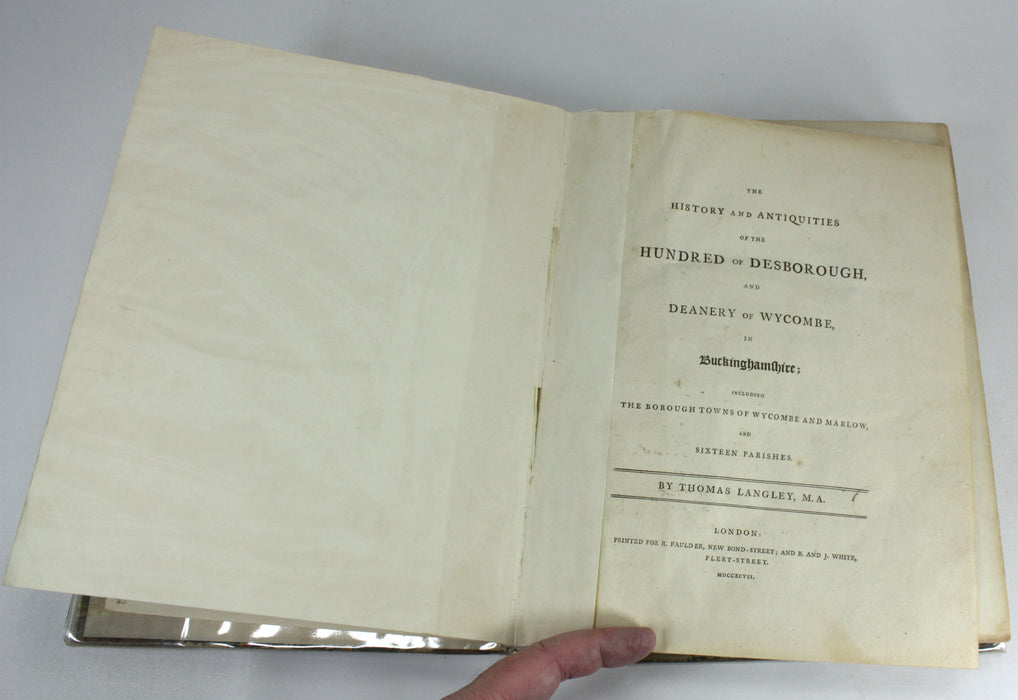 THE
HISTORY AND ANTIQUITIES
OF THE
HUNDRED OF DESBOROUGH,
AND
DEANERY OF WYCOMBE,
IN
Buckinghamshire;
INCLUDING
THE BOROUGH TOWNS OF WYCOMBE AND MARLOW,
AND
SIXTEEN PARISHES.
BY THOMAS LANGLEY, M.A.
LONDON:
PRINTED FOR R. FAULDER, NEW BOND-STREET; AND B. AND J. WHITE,
FLEET-STREET.
MDCCXCVII.